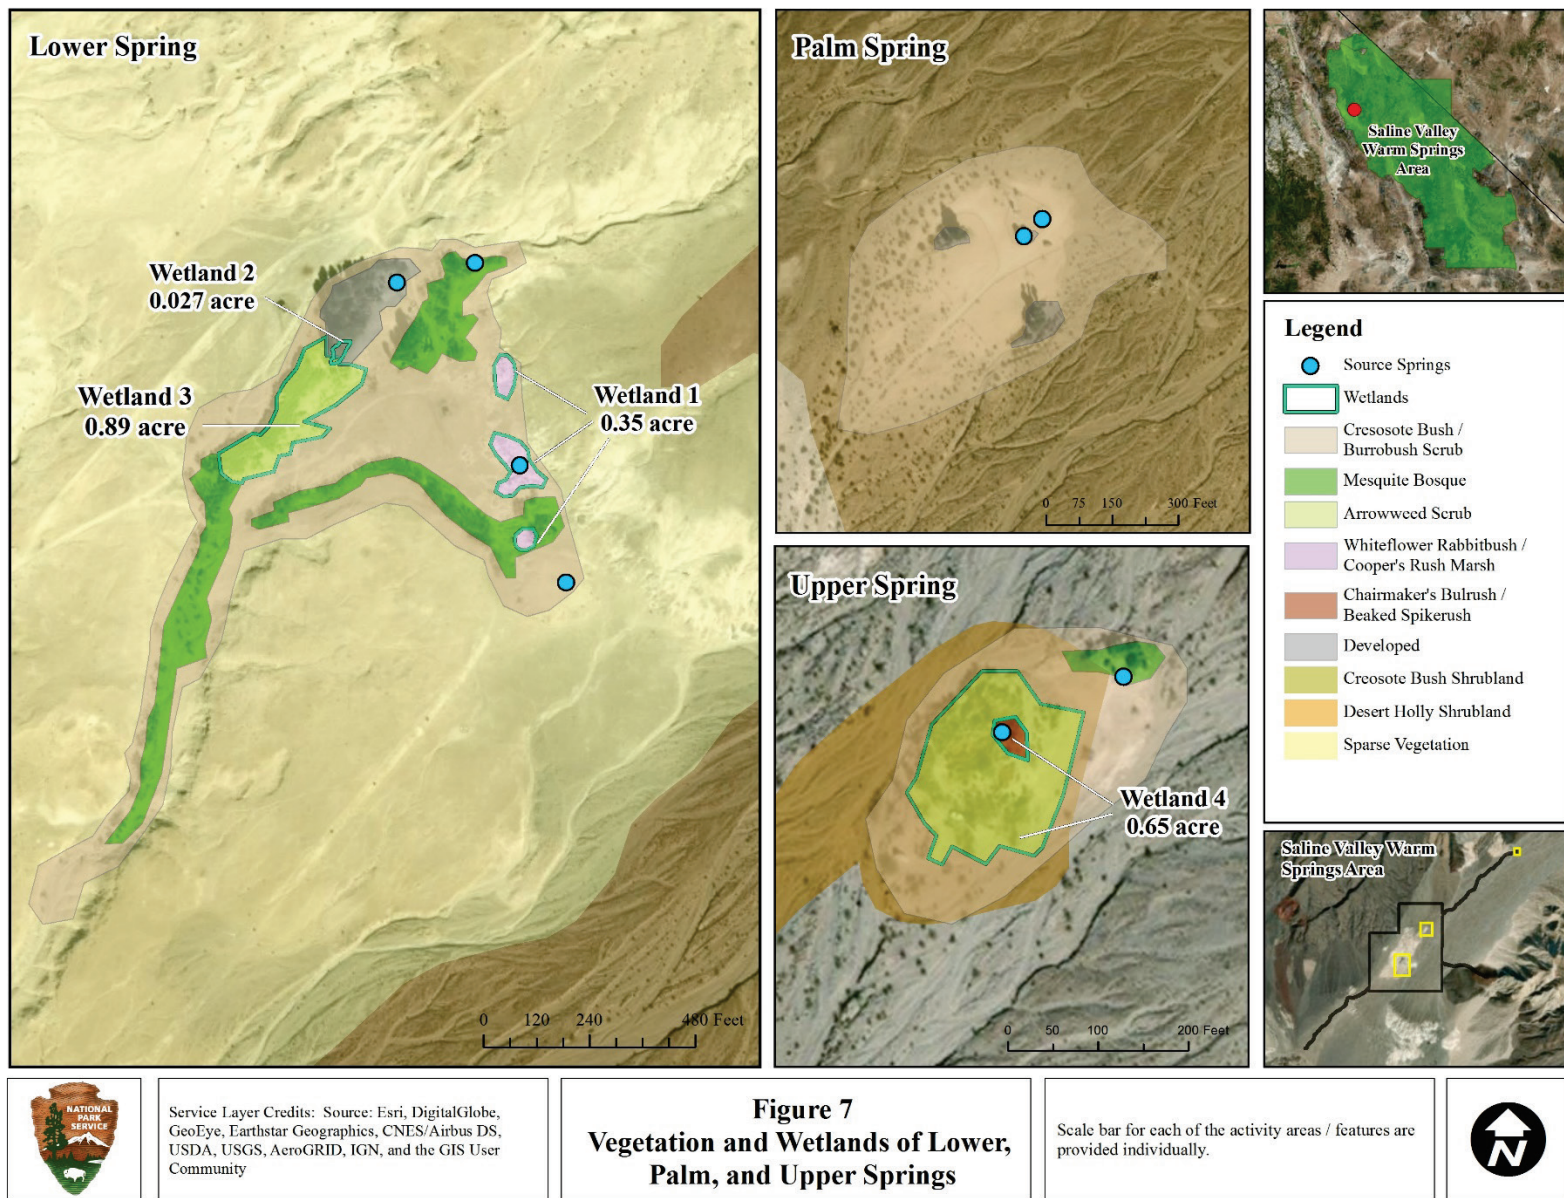 Lower Spring
Wetland 2
0.027 acre
Wetland 3
0.89 acre
Wetland 1
0.35 acre
0 120 240 480 Feet
Palm Spring
0 75 150 300 Feet
Upper Spring
Wetland 4
0.65 acre
0 50 100 200 Feet
Saline Valley
Warm Springs
Area
Legend
Source Springs
Wetlands
Cresosote Bush /
Burrobush Scrub
Mesquite Bosque
Arrowweed Scrub
Whiteflower Rabbitbush /
Cooper's Rush Marsh
Chairmaker's Bulrush /
Beaked Spikerush
Developed
Creosote Bush Shrubland
Desert Holly Shrubland
Sparse Vegetation
Saline Valley Warm
Springs Area
NATIONAL
PARK
SERVICE
Service Layer Credits: Source: Esri, DigitalGlobe,
GeoEye, Earthstar Geographics, CNES/Airbus DS,
USDA, USGS, AeroGRID, IGN, and the GIS User
Community
Figure 7
Vegetation and Wetlands of Lower,
Palm, and Upper Springs
Scale bar for each of the activity areas / features are
provided individually.
N